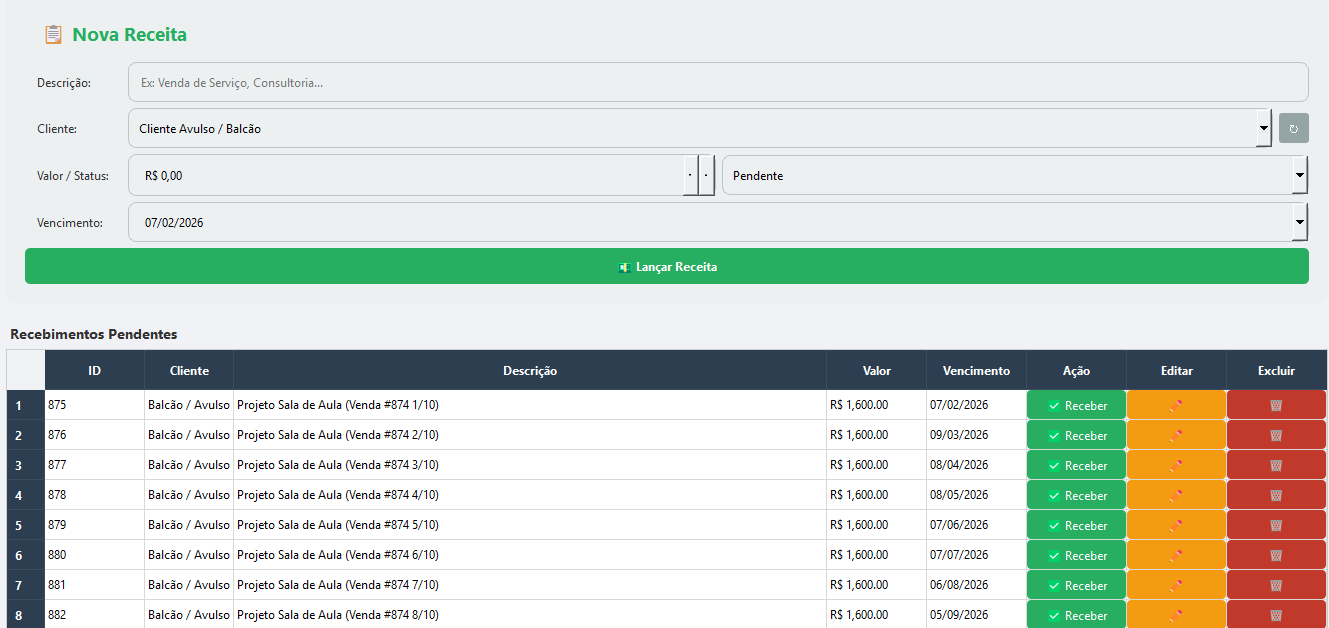 Nova Receita
Descrição: Ex: Venda de Serviço, Consultoria...
Cliente: Cliente Avulso / Balcão
Valor / Status: R$ 0,00 Pendente
Vencimento: 07/02/2026
Lançar Receita
Recebimentos Pendentes
ID Cliente Descrição Valor Vencimento Ação Editar Excluir
1 875 Balcão / Avulso Projeto Sala de Aula (Venda #874 1/10) R$ 1,600.00 07/02/2026 Receber
2 876 Balcão / Avulso Projeto Sala de Aula (Venda #874 2/10) R$ 1,600.00 09/03/2026 Receber
3 877 Balcão / Avulso Projeto Sala de Aula (Venda #874 3/10) R$ 1,600.00 08/04/2026 Receber
4 878 Balcão / Avulso Projeto Sala de Aula (Venda #874 4/10) R$ 1,600.00 08/05/2026 Receber
5 879 Balcão / Avulso Projeto Sala de Aula (Venda #874 5/10) R$ 1,600.00 07/06/2026 Receber
6 880 Balcão / Avulso Projeto Sala de Aula (Venda #874 6/10) R$ 1,600.00 07/07/2026 Receber
7 881 Balcão / Avulso Projeto Sala de Aula (Venda #874 7/10) R$ 1,600.00 06/08/2026 Receber
8 882 Balcão / Avulso Projeto Sala de Aula (Venda #874 8/10) R$ 1,600.00 05/09/2026 Receber